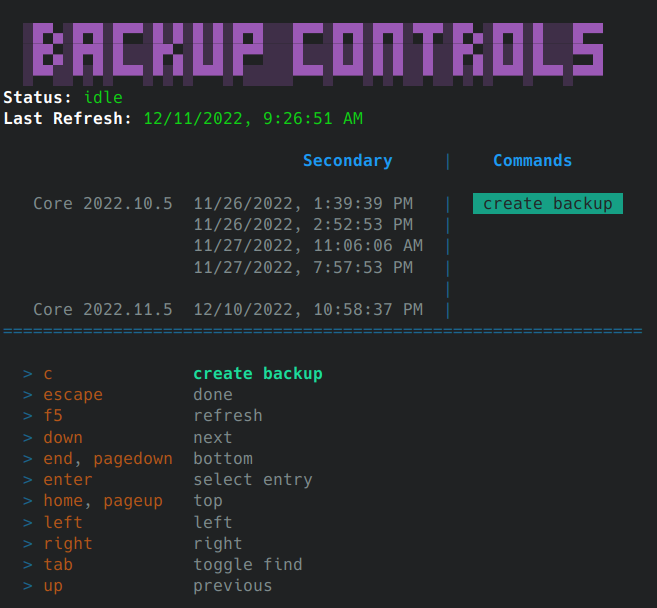 BACKUP CONTROLS
Status: idle
Last Refresh: 12/11/2022, 9:26:51 AM
Secondary | Commands
Core 2022.10.5 11/26/2022, 1:39:39 PM | create backup
11/26/2022, 2:52:53 PM |
11/27/2022, 11:06:06 AM |
11/27/2022, 7:57:53 PM |
|
Core 2022.11.5 12/10/2022, 10:58:37 PM |
================================================================
> c create backup
> escape done
> f5 refresh
> down next
> end, pagedown bottom
> enter select entry
> home, pageup top
> left left
> right right
> tab toggle find
> up previous